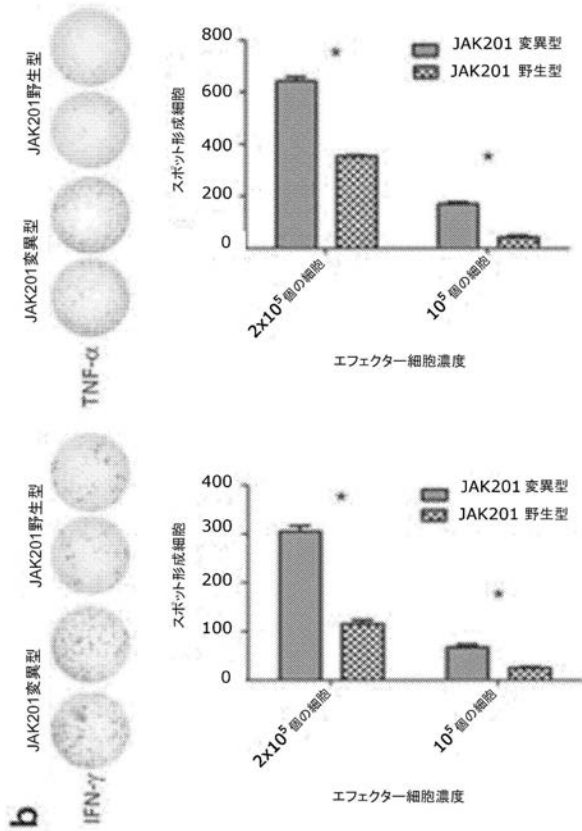 b
IFN-γ
JAK201変異型
JAK201野生型
TNF-α
JAK201変異型
JAK201野生型
スポット形成細胞
400
300
200
100
0
JAK201 変異型
JAK201 野生型
*
*
2x10⁵ 個の細胞
10⁵ 個の細胞
エフェクター細胞濃度
スポット形成細胞
800
600
400
200
0
JAK201 変異型
JAK201 野生型
*
*
2x10⁵ 個の細胞
10⁵ 個の細胞
エフェクター細胞濃度